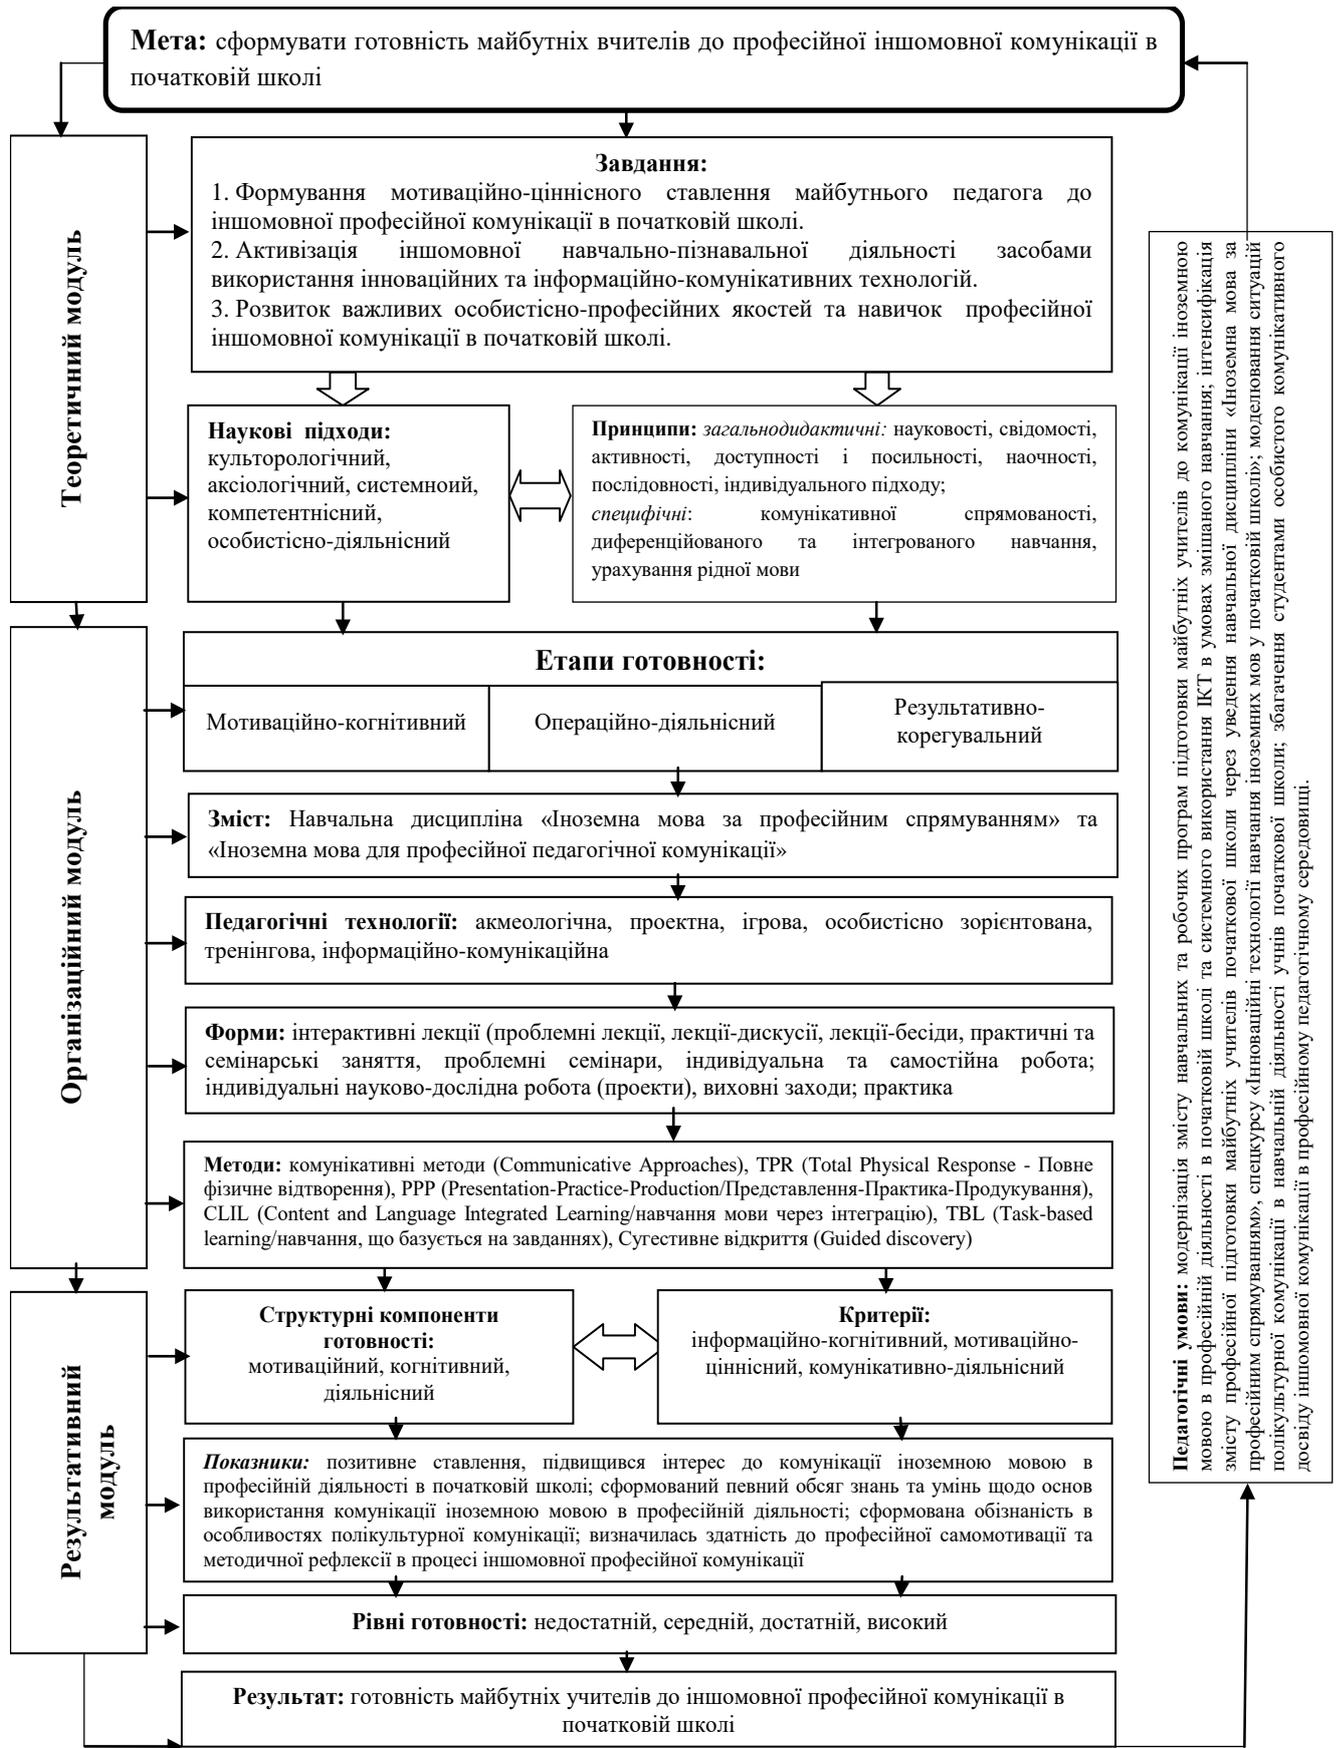 Мета: сформувати готовність майбутніх вчителів до професійної іншомовної комунікації в
початковій школі
Теоретичний модуль
Завдання:
1. Формування мотиваційно-ціннісного ставлення майбутнього педагога до
іншомовної професійної комунікації в початковій школі.
2. Активізація іншомовної навчально-пізнавальної діяльності засобами
використання інноваційних та інформаційно-комунікативних технологій.
3. Розвиток важливих особистісно-професійних якостей та навичок професійної
іншомовної комунікації в початковій школі.
Наукові підходи:
культорологічний,
аксіологічний, системноий,
компетентнісний,
особистісно-діяльнісний
Принципи: загальнодидактичні: науковості, свідомості,
активності, доступності і посильності, наочності,
послідовності, індивідуального підходу;
специфічні: комунікативної спрямованості,
диференційованого та інтегрованого навчання,
урахування рідної мови
Організаційний модуль
Етапи готовності:
Мотиваційно-когнітивний
Операційно-діяльнісний
Результативно-
корегувальний
Зміст: Навчальна дисципліна «Іноземна мова за професійним спрямуванням» та
«Іноземна мова для професійної педагогічної комунікації»
Педагогічні технології: акмеологічна, проектна, ігрова, особистісно зорієнтована,
тренінгова, інформаційно-комунікаційна
Форми: інтерактивні лекції (проблемні лекції, лекції-дискусії, лекції-бесіди, практичні та
семінарські заняття, проблемні семінари, індивідуальна та самостійна робота;
індивідуальні науково-дослідна робота (проекти), виховні заходи; практика
Методи: комунікативні методи (Communicative Approaches), TPR (Total Physical Response - Повне
фізичне відтворення), PPP (Presentation-Practice-Production/Представлення-Практика-Продукування),
CLIL (Content and Language Integrated Learning/навчання мови через інтеграцію), TBL (Task-based
learning/навчання, що базується на завданнях), Сугестивне відкриття (Guided discovery)
Результативний
модуль
Структурні компоненти
готовності:
мотиваційний, когнітивний,
діяльнісний
Критерії:
інформаційно-когнітивний, мотиваційно-
ціннісний, комунікативно-діяльнісний
Показники: позитивне ставлення, підвищився інтерес до комунікації іноземною мовою в
професійній діяльності в початковій школі; сформований певний обсяг знань та умінь щодо основ
використання комунікації іноземною мовою в професійній діяльності; сформована обізнаність в
особливостях полікультурної комунікації; визначилась здатність до професійної самомотивації та
методичної рефлексії в процесі іншомовної професійної комунікації
Рівні готовності: недостатній, середній, достатній, високий
Результат: готовність майбутніх учителів до іншомовної професійної комунікації в
початковій школі
Педагогічні умови: модернізація змісту навчальних та робочих програм підготовки майбутніх учителів до комунікації іноземною
мовою в професійній діяльності в початковій школі та системного використання ІКТ в умовах змішаного навчання; інтенсифікація
змісту професійної підготовки майбутніх учителів початкової школи через уведення навчальної дисципліни «Іноземна мова за
професійним спрямуванням», спецкурсу «Інноваційні технології навчання іноземних мов у початковій школі»; моделювання ситуацій
полікультурної комунікації в навчальній діяльності учнів початкової школи; збагачення студентами особистого комунікативного
досвіду іншомовної комунікації в професійному педагогічному середовищі.